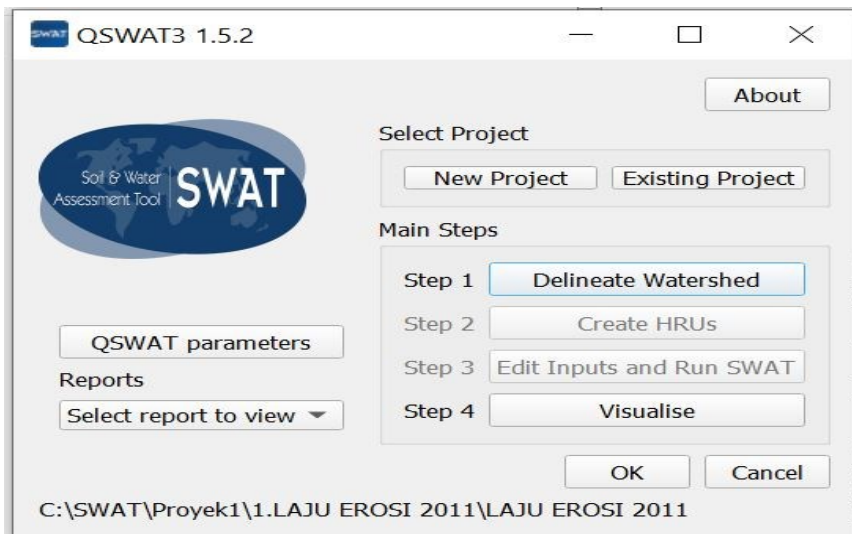 SWAT QSWAT3 1.5.2
About
Select Project
New Project Existing Project
Soil & Water
Assessment Tool
SWAT
Main Steps
Step 1 Delineate Watershed
Step 2 Create HRUs
Step 3 Edit Inputs and Run SWAT
Step 4 Visualise
QSWAT parameters
Reports
Select report to view
OK Cancel
C:\SWAT\Proyek1\1.LAJU EROSI 2011\LAJU EROSI 2011